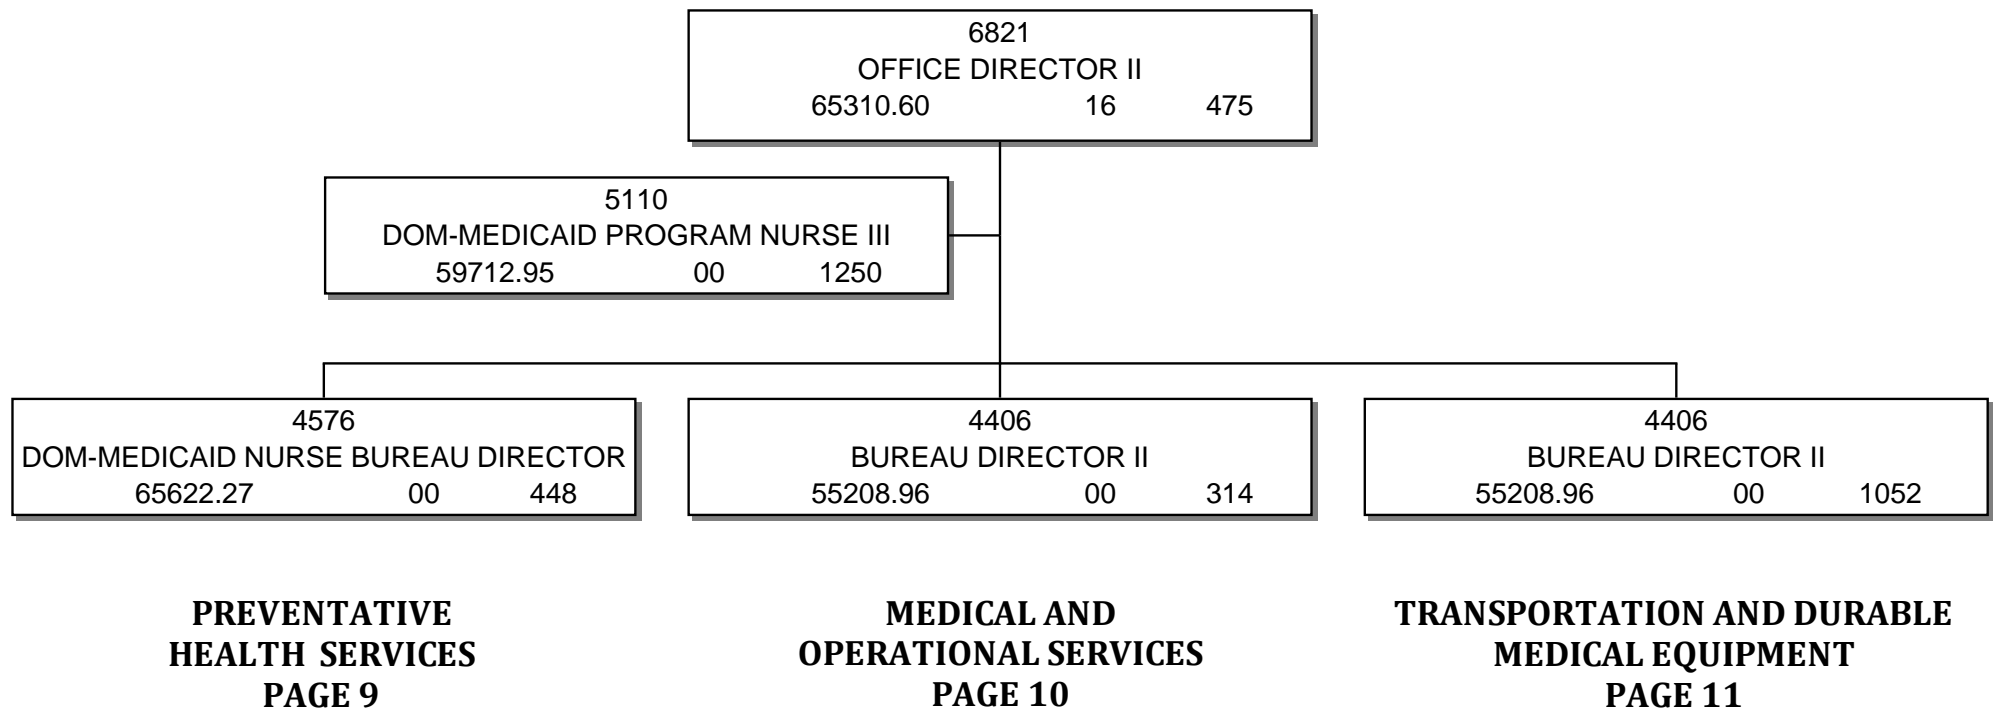 6821
OFFICE DIRECTOR II
65310.60 16 475
5110
DOM-MEDICAID PROGRAM NURSE III
59712.95 00 1250
4576
DOM-MEDICAID NURSE BUREAU DIRECTOR
65622.27 00 448
4406
BUREAU DIRECTOR II
55208.96 00 314
4406
BUREAU DIRECTOR II
55208.96 00 1052
PREVENTATIVE
HEALTH SERVICES
PAGE 9
MEDICAL AND
OPERATIONAL SERVICES
PAGE 10
TRANSPORTATION AND DURABLE
MEDICAL EQUIPMENT
PAGE 11